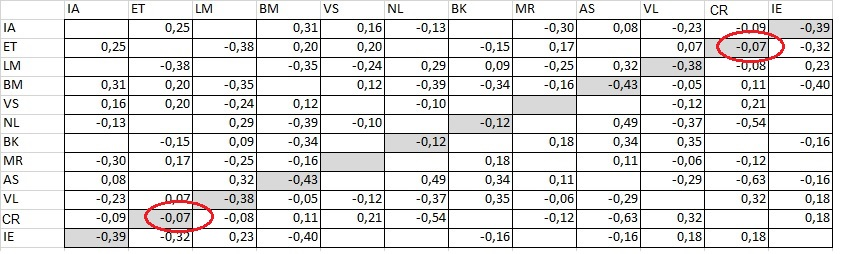 IA ET LM BM VS NL BK MR AS VL CR IE
IA 0,25 0,31 0,16 -0,13 -0,30 0,08 -0,23 -0,09 -0,39
ET 0,25 -0,38 0,20 0,20 -0,15 0,17 0,07 -0,07 -0,32
LM -0,38 -0,35 -0,24 0,29 0,09 -0,25 0,32 -0,38 -0,08 0,23
BM 0,31 0,20 -0,35 0,12 -0,39 -0,34 -0,16 -0,43 -0,05 0,11 -0,40
VS 0,16 0,20 -0,24 0,12 -0,10 -0,12 0,21
NL -0,13 0,29 -0,39 -0,10 -0,12 0,49 -0,37 -0,54
BK -0,15 0,09 -0,34 -0,12 0,18 0,34 0,35 -0,16
MR -0,30 0,17 -0,25 -0,16 0,18 0,11 -0,06 -0,12
AS 0,08 0,32 -0,43 0,49 0,34 0,11 -0,29 -0,63 -0,16
VL -0,23 0,07 -0,38 -0,05 -0,12 -0,37 0,35 -0,06 -0,29 0,32 0,18
CR -0,09 -0,07 -0,08 0,11 0,21 -0,54 -0,12 -0,63 0,32 0,18
IE -0,39 -0,32 0,23 -0,40 -0,16 -0,16 0,18 0,18